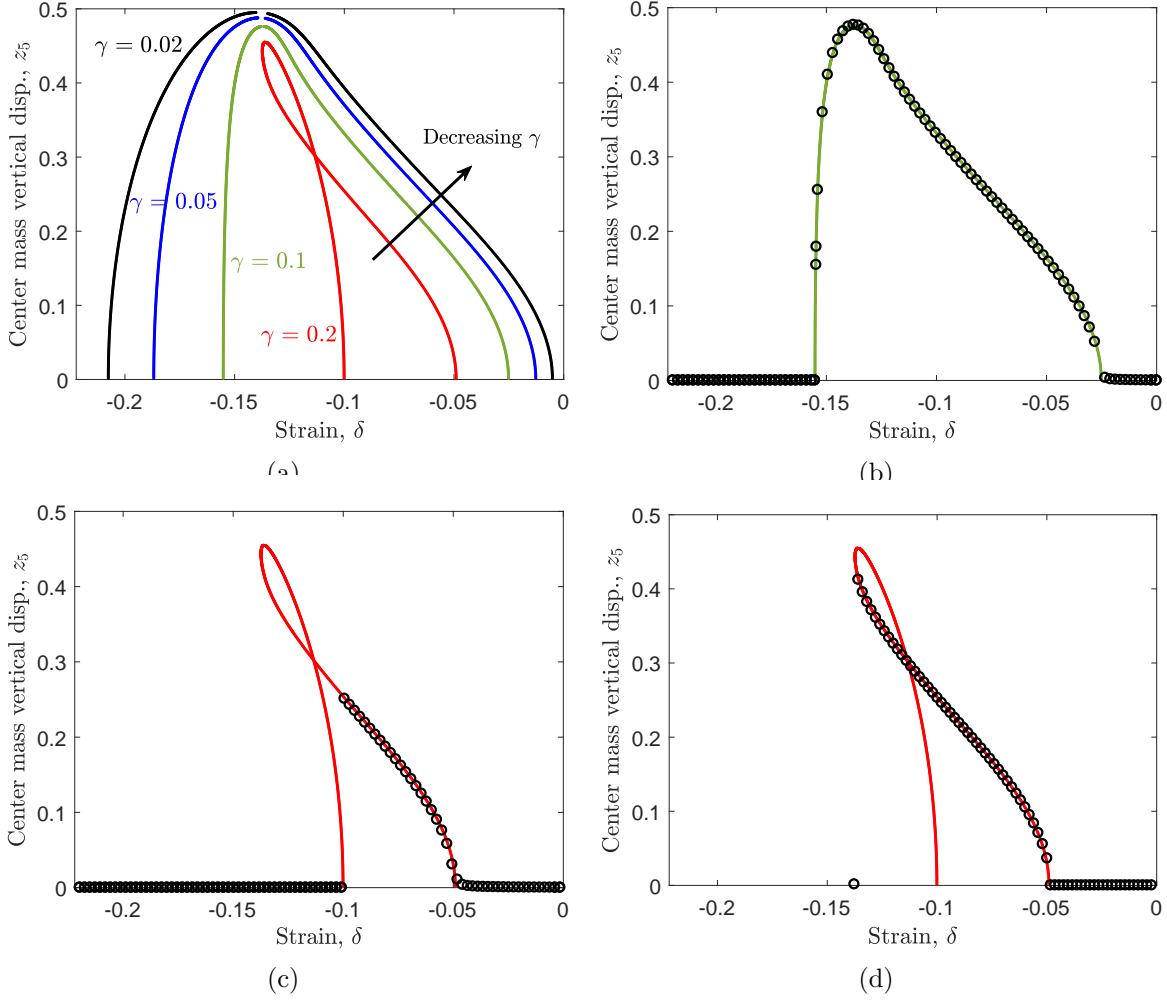 0.5
0.4
0.3
0.2
0.1
0
Center mass vertical disp., z₅
γ = 0.02
γ = 0.05
γ = 0.1
γ = 0.2
Decreasing γ
-0.2
-0.15
-0.1
-0.05
0
Strain, δ
(a)
0.5
0.4
0.3
0.2
0.1
0
Center mass vertical disp., z₅
-0.2
-0.15
-0.1
-0.05
0
Strain, δ
(b)
0.5
0.4
0.3
0.2
0.1
0
Center mass vertical disp., z₅
-0.2
-0.15
-0.1
-0.05
0
Strain, δ
(c)
0.5
0.4
0.3
0.2
0.1
0
Center mass vertical disp., z₅
-0.2
-0.15
-0.1
-0.05
0
Strain, δ
(d)